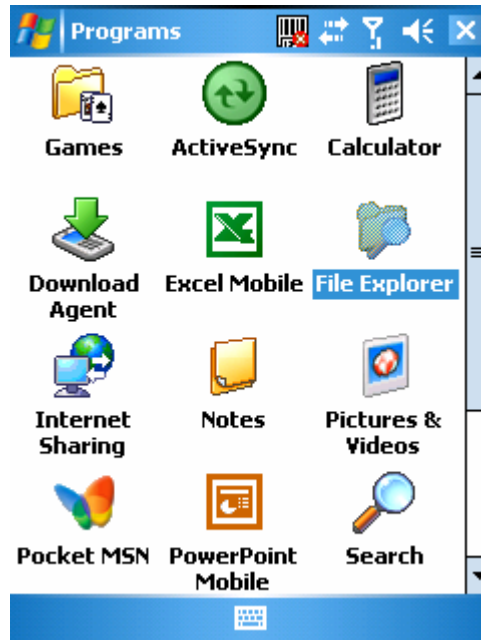 Programs
Games ActiveSync Calculator
Download Excel Mobile File Explorer
Agent
Internet Notes Pictures &
Sharing Videos
Pocket MSN PowerPoint Search
Mobile